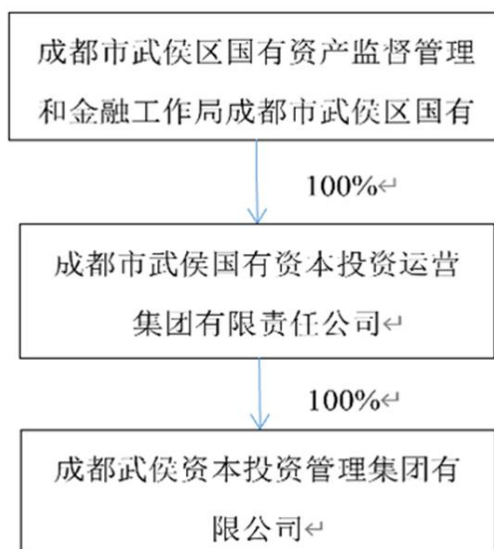 成都市武侯区国有资产监督管理
和金融工作局成都市武侯区国有
100%↵
成都市武侯国有资本投资运营
集团有限责任公司↵
100%↵
成都武侯资本投资管理集团有
限公司↵